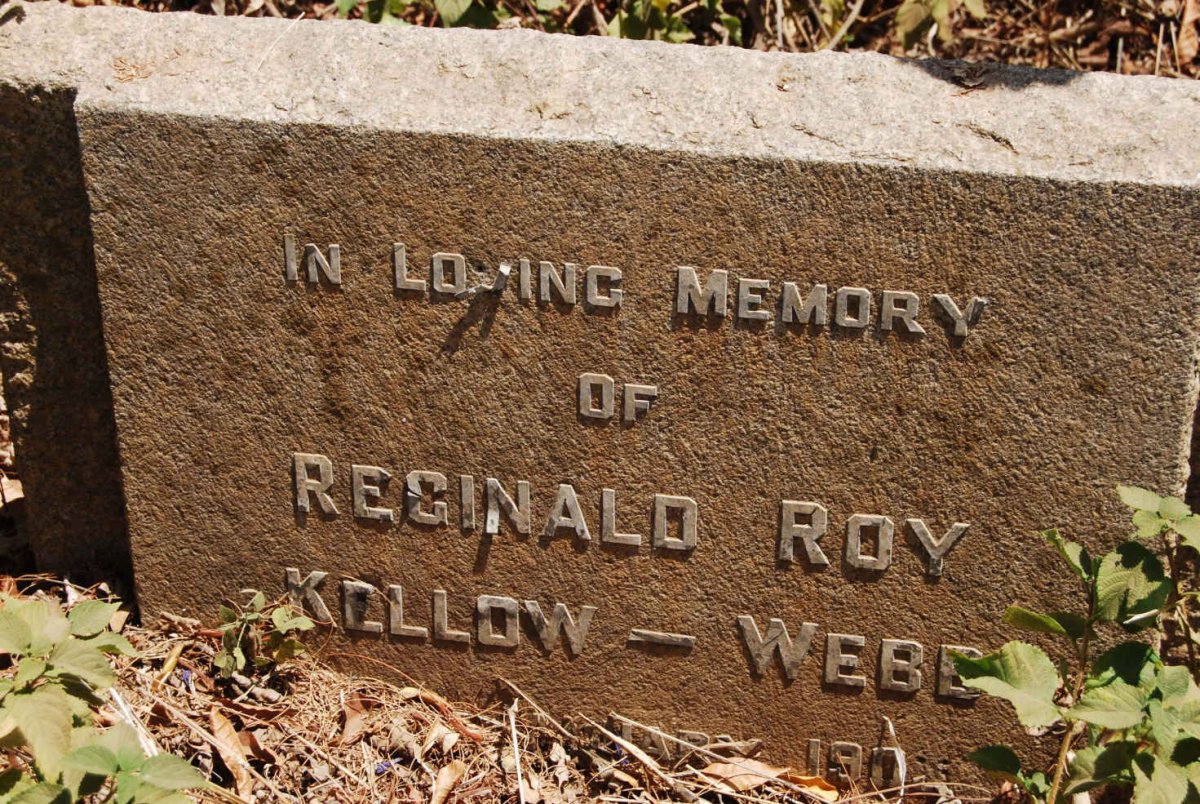 IN LOVING MEMORY
OF
REGINALD ROY
KELLOW - WEBB